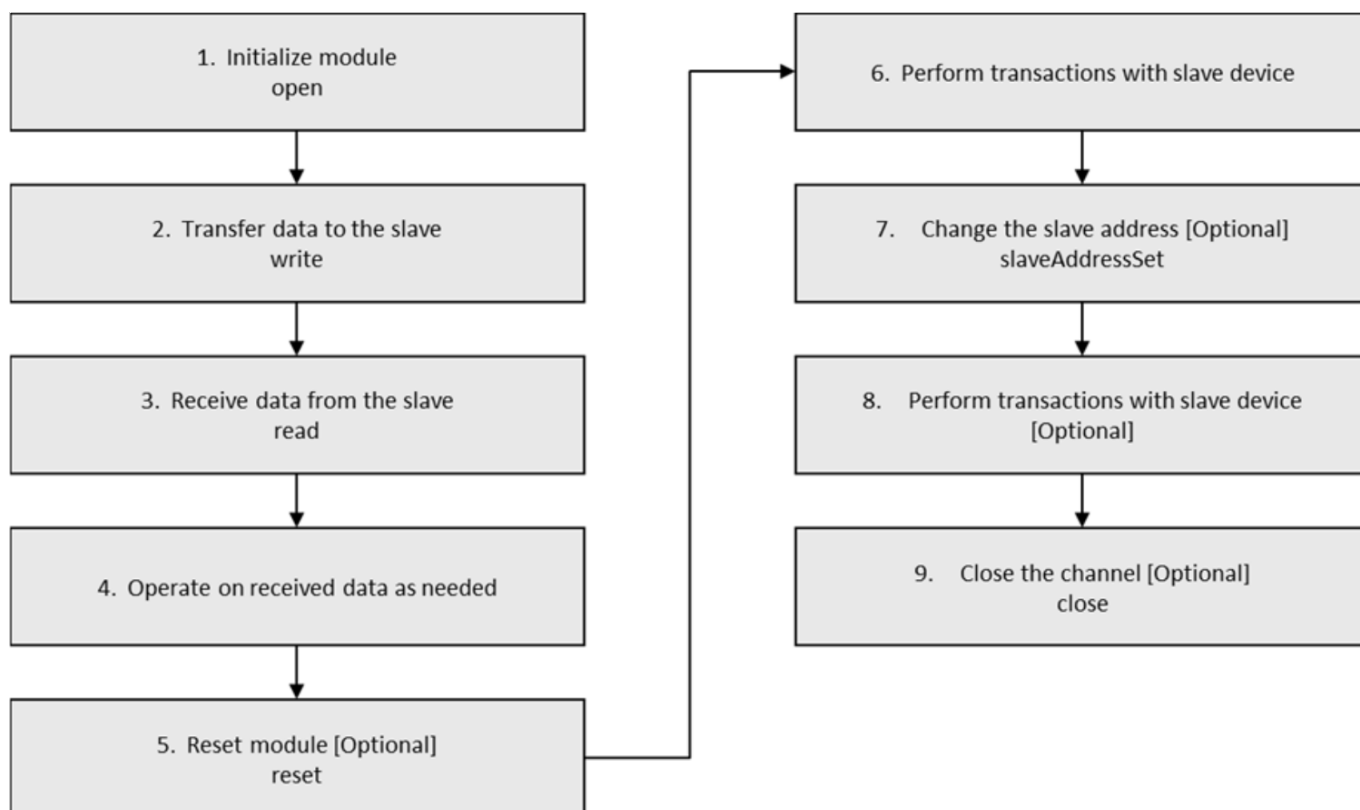 1. Initialize module
open
2. Transfer data to the slave
write
3. Receive data from the slave
read
4. Operate on received data as needed
5. Reset module [Optional]
reset
6. Perform transactions with slave device
7. Change the slave address [Optional]
slaveAddressSet
8. Perform transactions with slave device
[Optional]
9. Close the channel [Optional]
close